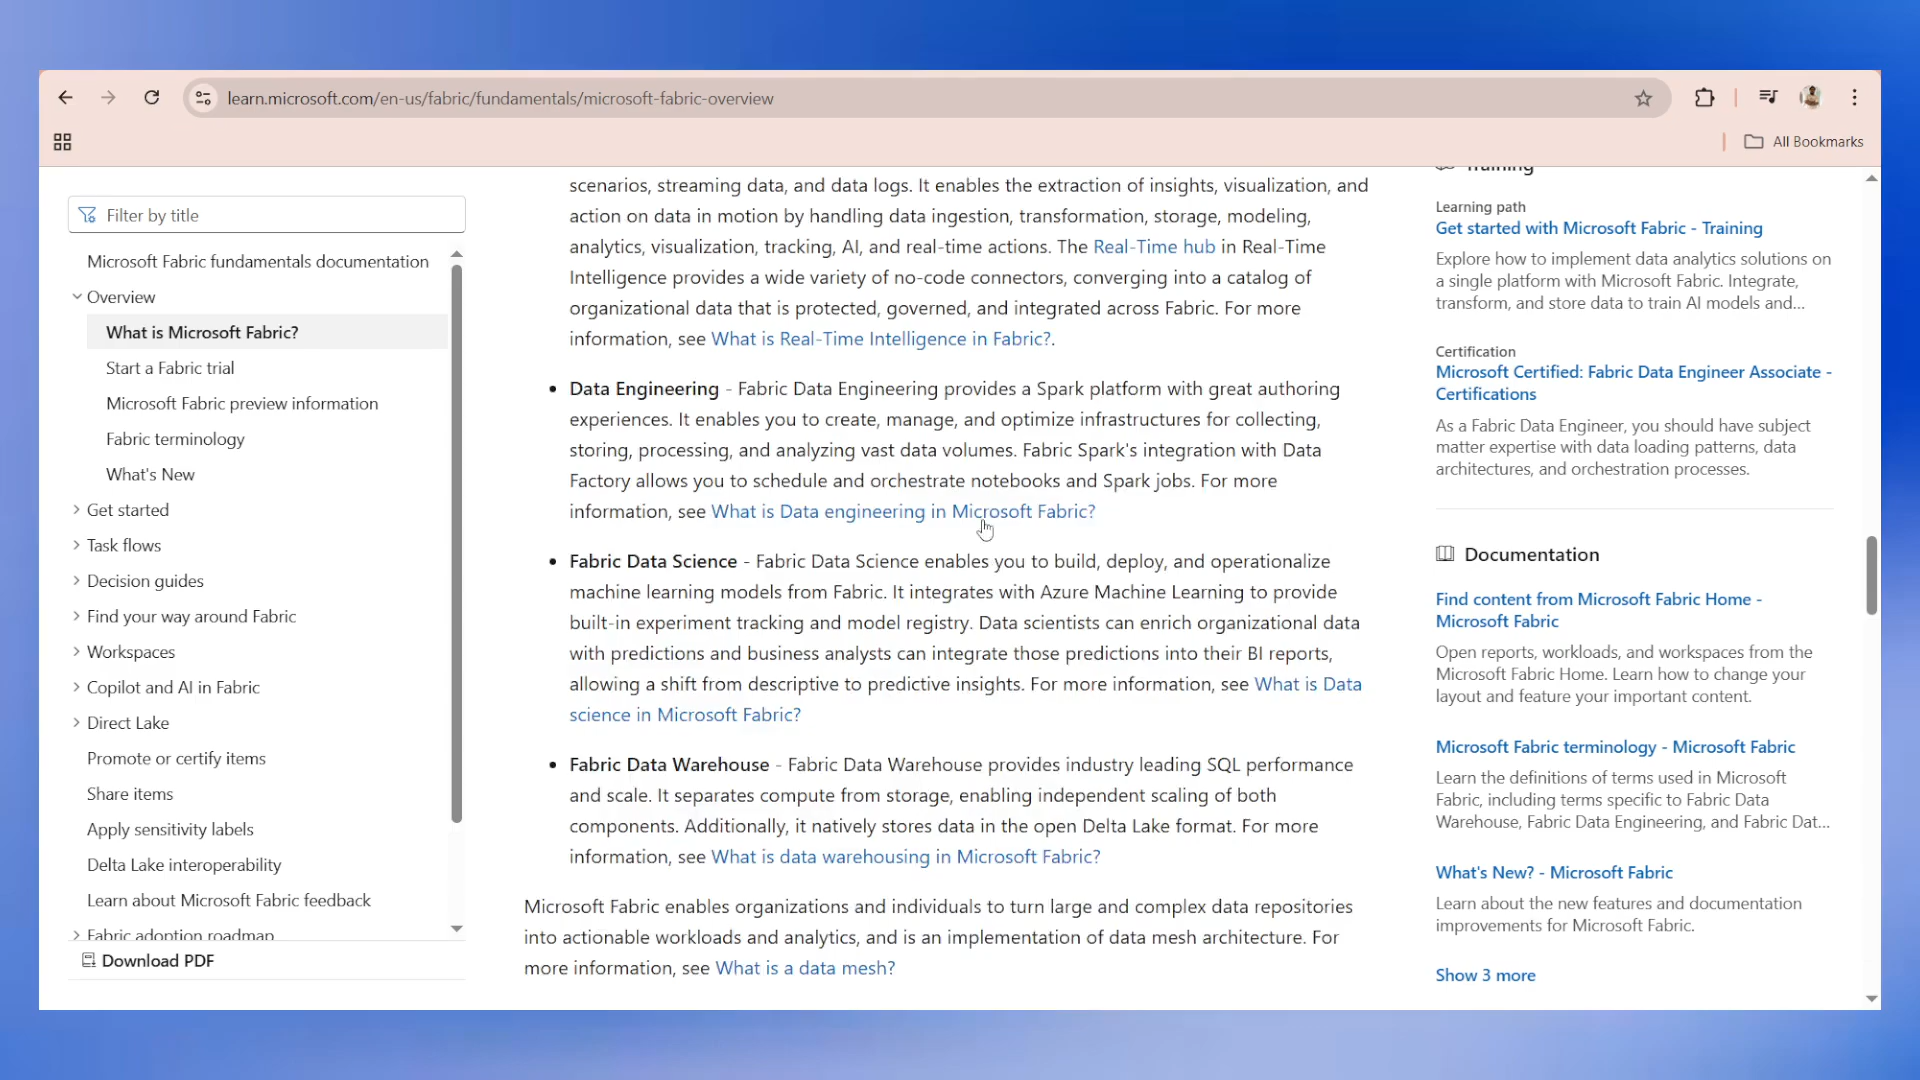 learn.microsoft.com/en-us/fabric/fundamentals/microsoft-fabric-overview
All Bookmarks
Filter by title
Microsoft Fabric fundamentals documentation
Overview
What is Microsoft Fabric?
Start a Fabric trial
Microsoft Fabric preview information
Fabric terminology
What's New
Get started
Task flows
Decision guides
Find your way around Fabric
Workspaces
Copilot and AI in Fabric
Direct Lake
Promote or certify items
Share items
Apply sensitivity labels
Delta Lake interoperability
Learn about Microsoft Fabric feedback
Fabric adoption roadmap
Download PDF
scenarios, streaming data, and data logs. It enables the extraction of insights, visualization, and
action on data in motion by handling data ingestion, transformation, storage, modeling,
analytics, visualization, tracking, AI, and real-time actions. The Real-Time hub in Real-Time
Intelligence provides a wide variety of no-code connectors, converging into a catalog of
organizational data that is protected, governed, and integrated across Fabric. For more
information, see What is Real-Time Intelligence in Fabric?.
• Data Engineering - Fabric Data Engineering provides a Spark platform with great authoring
experiences. It enables you to create, manage, and optimize infrastructures for collecting,
storing, processing, and analyzing vast data volumes. Fabric Spark's integration with Data
Factory allows you to schedule and orchestrate notebooks and Spark jobs. For more
information, see What is Data engineering in Microsoft Fabric?
• Fabric Data Science - Fabric Data Science enables you to build, deploy, and operationalize
machine learning models from Fabric. It integrates with Azure Machine Learning to provide
built-in experiment tracking and model registry. Data scientists can enrich organizational data
with predictions and business analysts can integrate those predictions into their BI reports,
allowing a shift from descriptive to predictive insights. For more information, see What is Data
science in Microsoft Fabric?
• Fabric Data Warehouse - Fabric Data Warehouse provides industry leading SQL performance
and scale. It separates compute from storage, enabling independent scaling of both
components. Additionally, it natively stores data in the open Delta Lake format. For more
information, see What is data warehousing in Microsoft Fabric?
Microsoft Fabric enables organizations and individuals to turn large and complex data repositories
into actionable workloads and analytics, and is an implementation of data mesh architecture. For
more information, see What is a data mesh?
Training
Learning path
Get started with Microsoft Fabric - Training
Explore how to implement data analytics solutions on
a single platform with Microsoft Fabric. Integrate,
transform, and store data to train AI models and...
Certification
Microsoft Certified: Fabric Data Engineer Associate -
Certifications
As a Fabric Data Engineer, you should have subject
matter expertise with data loading patterns, data
architectures, and orchestration processes.
Documentation
Find content from Microsoft Fabric Home -
Microsoft Fabric
Open reports, workloads, and workspaces from the
Microsoft Fabric Home. Learn how to change your
layout and feature your important content.
Microsoft Fabric terminology - Microsoft Fabric
Learn the definitions of terms used in Microsoft
Fabric, including terms specific to Fabric Data
Warehouse, Fabric Data Engineering, and Fabric Dat...
What's New? - Microsoft Fabric
Learn about the new features and documentation
improvements for Microsoft Fabric.
Show 3 more